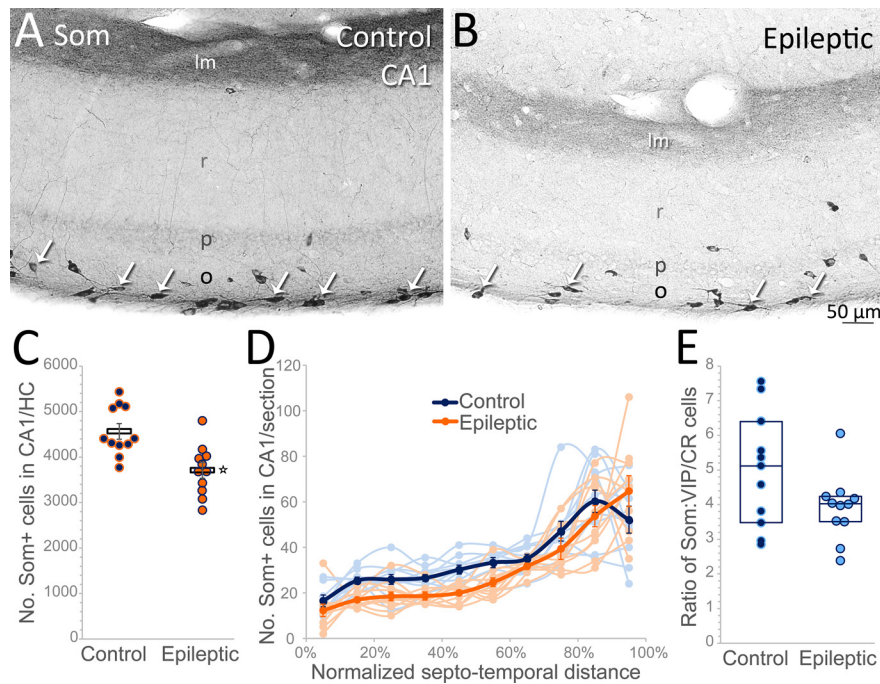 A Som
Control
CA1
lm
r
p
o
B
Epileptic
lm
r
p
o
50 µm
C
No. Som+ cells in CA1/HC
6000
5000
4000
3000
2000
1000
0
Control
Epileptic
D
No. Som+ cells in CA1/section
120
100
80
60
40
20
0
Control
Epileptic
0%
20%
40%
60%
80%
100%
Normalized septo-temporal distance
E
Ratio of Som:VIP/CR cells
8
7
6
5
4
3
2
1
0
Control
Epileptic